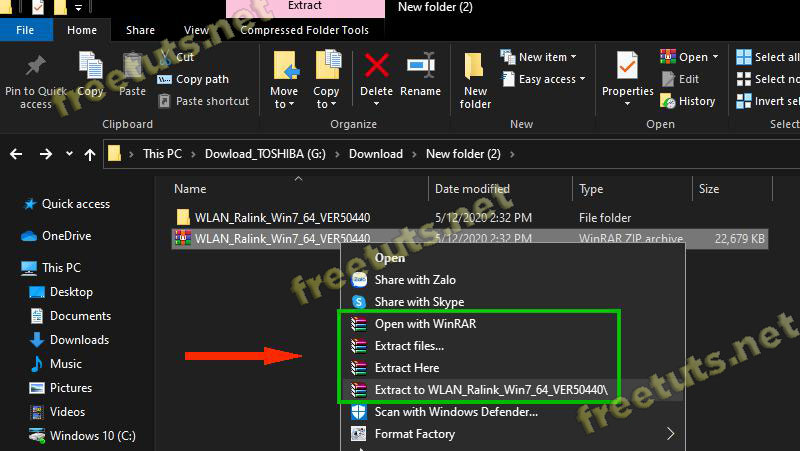 Extract
New folder (2)
File
Home
Share
View
Compressed Folder Tools
Pin to Quick access
Copy
Paste
Cut
Copy path
Paste shortcut
Move to
Copy to
Delete
Rename
New folder
New item
Easy access
Properties
Open
Edit
History
Select all
Select no
Invert sel
Clipboard
Organize
New
Open
Selec
This PC > Dowload_TOSHIBA (G:) > Download > New folder (2) >
Name
Date modified
Type
Size
Quick access
OneDrive
This PC
Desktop
Documents
Downloads
Music
Pictures
Videos
Windows 10 (C:)
WLAN_Ralink_Win7_64_VER50440 5/12/2020 2:32 PM File folder
WLAN_Ralink_Win7_64_VER50440 5/12/2020 2:32 PM WinRAR ZIP archive 22,679 KB
Open
Share with Zalo
Share with Skype
Open with WinRAR
Extract files...
Extract Here
Extract to WLAN_Ralink_Win7_64_VER50440\
Scan with Windows Defender...
Format Factory
freetuts.net
freetuts.net
freetuts.net